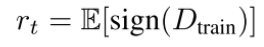 r_t = 𝔼[sign(D_train)]